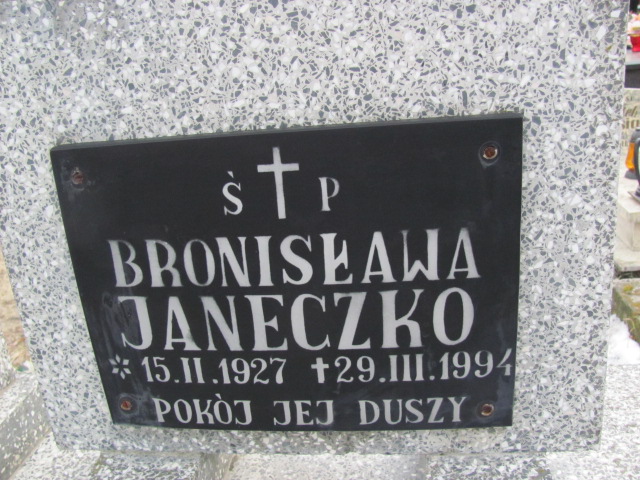 Ś P
BRONISŁAWA
JANECZKO
* 15.II.1927 †29.III.1994
POKÓJ JEJ DUSZY